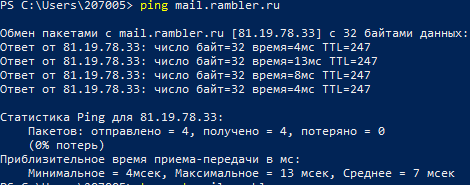 PS C:\Users\207005> ping mail.rambler.ru
Обмен пакетами с mail.rambler.ru [81.19.78.33] с 32 байтами данных:
Ответ от 81.19.78.33: число байт=32 время=4мс TTL=247
Ответ от 81.19.78.33: число байт=32 время=13мс TTL=247
Ответ от 81.19.78.33: число байт=32 время=8мс TTL=247
Ответ от 81.19.78.33: число байт=32 время=4мс TTL=247
Статистика Ping для 81.19.78.33:
Пакетов: отправлено = 4, получено = 4, потеряно = 0
(0% потерь)
Приблизительное время приема-передачи в мс:
Минимальное = 4мсек, Максимальное = 13 мсек, Среднее = 7 мсек